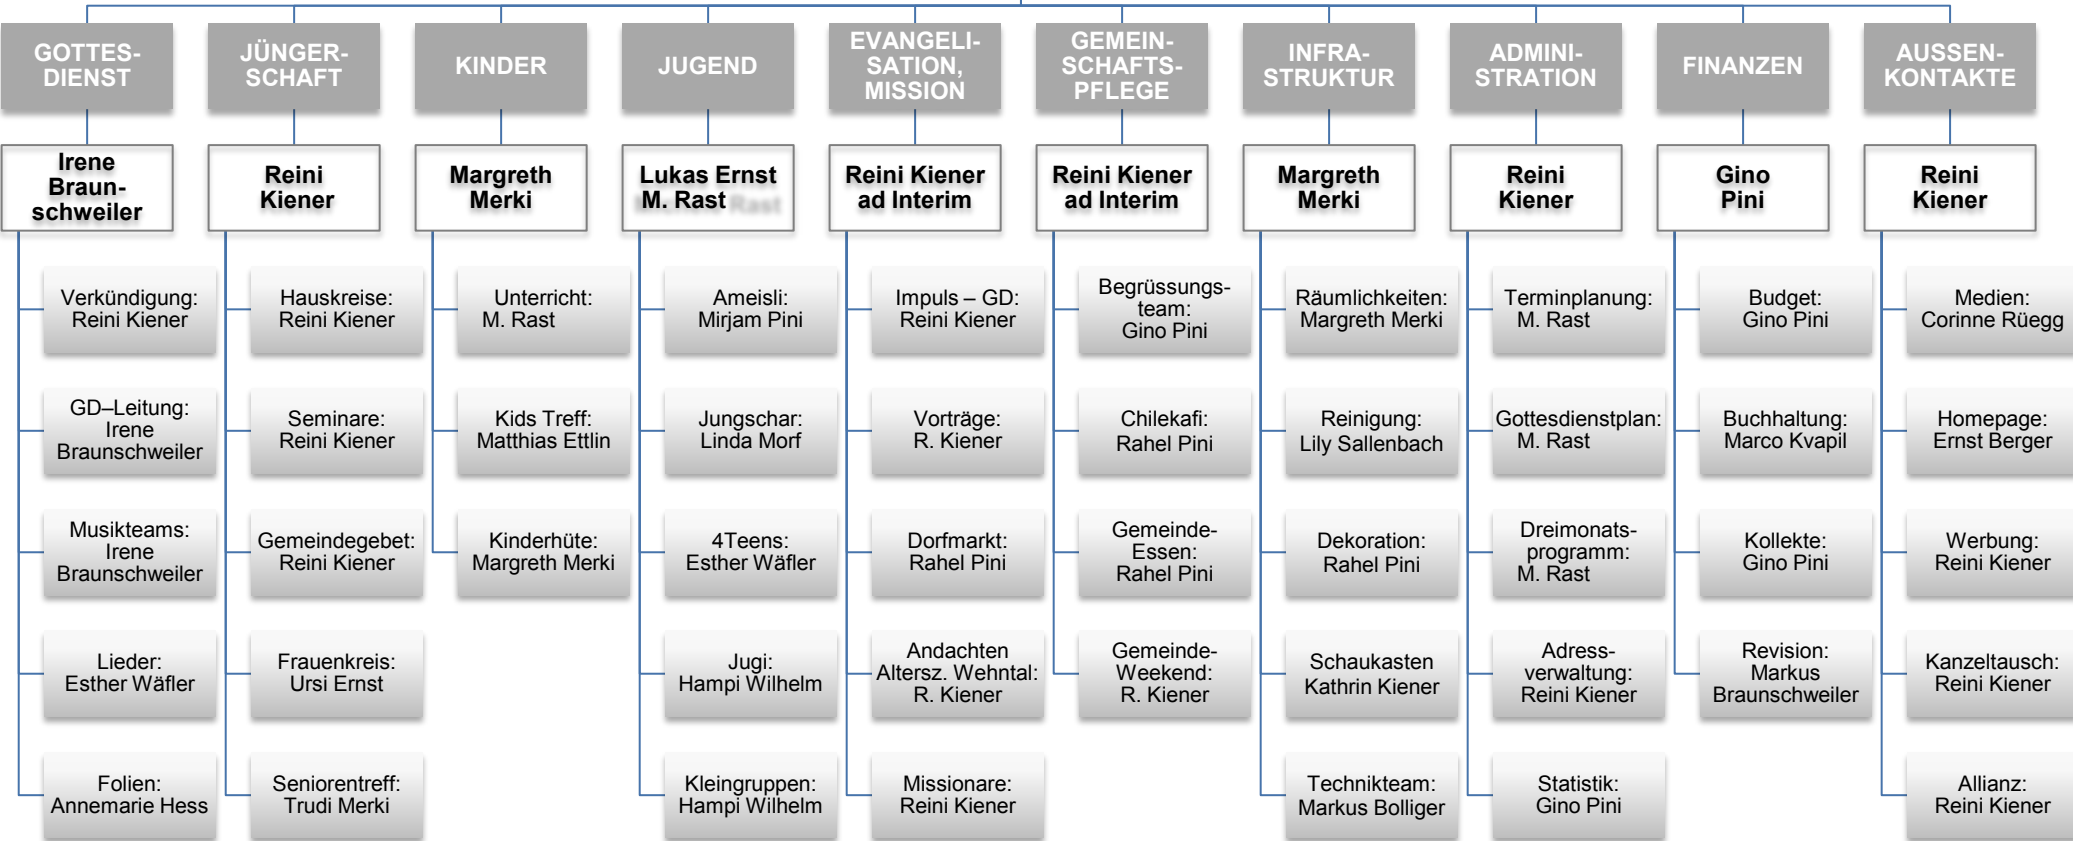 GOTTES-
DIENST
JÜNGER-
SCHAFT
KINDER
JUGEND
EVANGELI-
SATION,
MISSION
GEMEIN-
SCHAFTS-
PFLEGE
INFRA-
STRUKTUR
ADMINI-
STRATION
FINANZEN
AUSSEN-
KONTAKTE
Irene
Braun-
schweiler
Reini
Kiener
Margreth
Merki
Lukas Ernst
M. Rast
Reini Kiener
ad Interim
Reini Kiener
ad Interim
Margreth
Merki
Reini
Kiener
Gino
Pini
Reini
Kiener
Verkündigung:
Reini Kiener
Hauskreise:
Reini Kiener
Unterricht:
M. Rast
Ameisli:
Mirjam Pini
Impuls – GD:
Reini Kiener
Begrüssungs-
team:
Gino Pini
Räumlichkeiten:
Margreth Merki
Terminplanung:
M. Rast
Budget:
Gino Pini
Medien:
Corinne Rüegg
GD–Leitung:
Irene
Braunschweiler
Seminare:
Reini Kiener
Kids Treff:
Matthias Ettlin
Jungschar:
Linda Morf
Vorträge:
R. Kiener
Chilekafi:
Rahel Pini
Reinigung:
Lily Sallenbach
Gottesdienstplan:
M. Rast
Buchhaltung:
Marco Kvapil
Homepage:
Ernst Berger
Musikteams:
Irene
Braunschweiler
Gemeindegebet:
Reini Kiener
Kinderhüte:
Margreth Merki
4Teens:
Esther Wäfler
Dorfmarkt:
Rahel Pini
Gemeinde-
Essen:
Rahel Pini
Dekoration:
Rahel Pini
Dreimonats-
programm:
M. Rast
Kollekte:
Gino Pini
Werbung:
Reini Kiener
Lieder:
Esther Wäfler
Frauenkreis:
Ursi Ernst
Jugi:
Hampi Wilhelm
Andachten
Altersz. Wehntal:
R. Kiener
Gemeinde-
Weekend:
R. Kiener
Schaukasten
Kathrin Kiener
Adress-
verwaltung:
Reini Kiener
Revision:
Markus
Braunschweiler
Kanzeltausch:
Reini Kiener
Folien:
Annemarie Hess
Seniorentreff:
Trudi Merki
Kleingruppen:
Hampi Wilhelm
Missionare:
Reini Kiener
Technikteam:
Markus Bolliger
Statistik:
Gino Pini
Allianz:
Reini Kiener